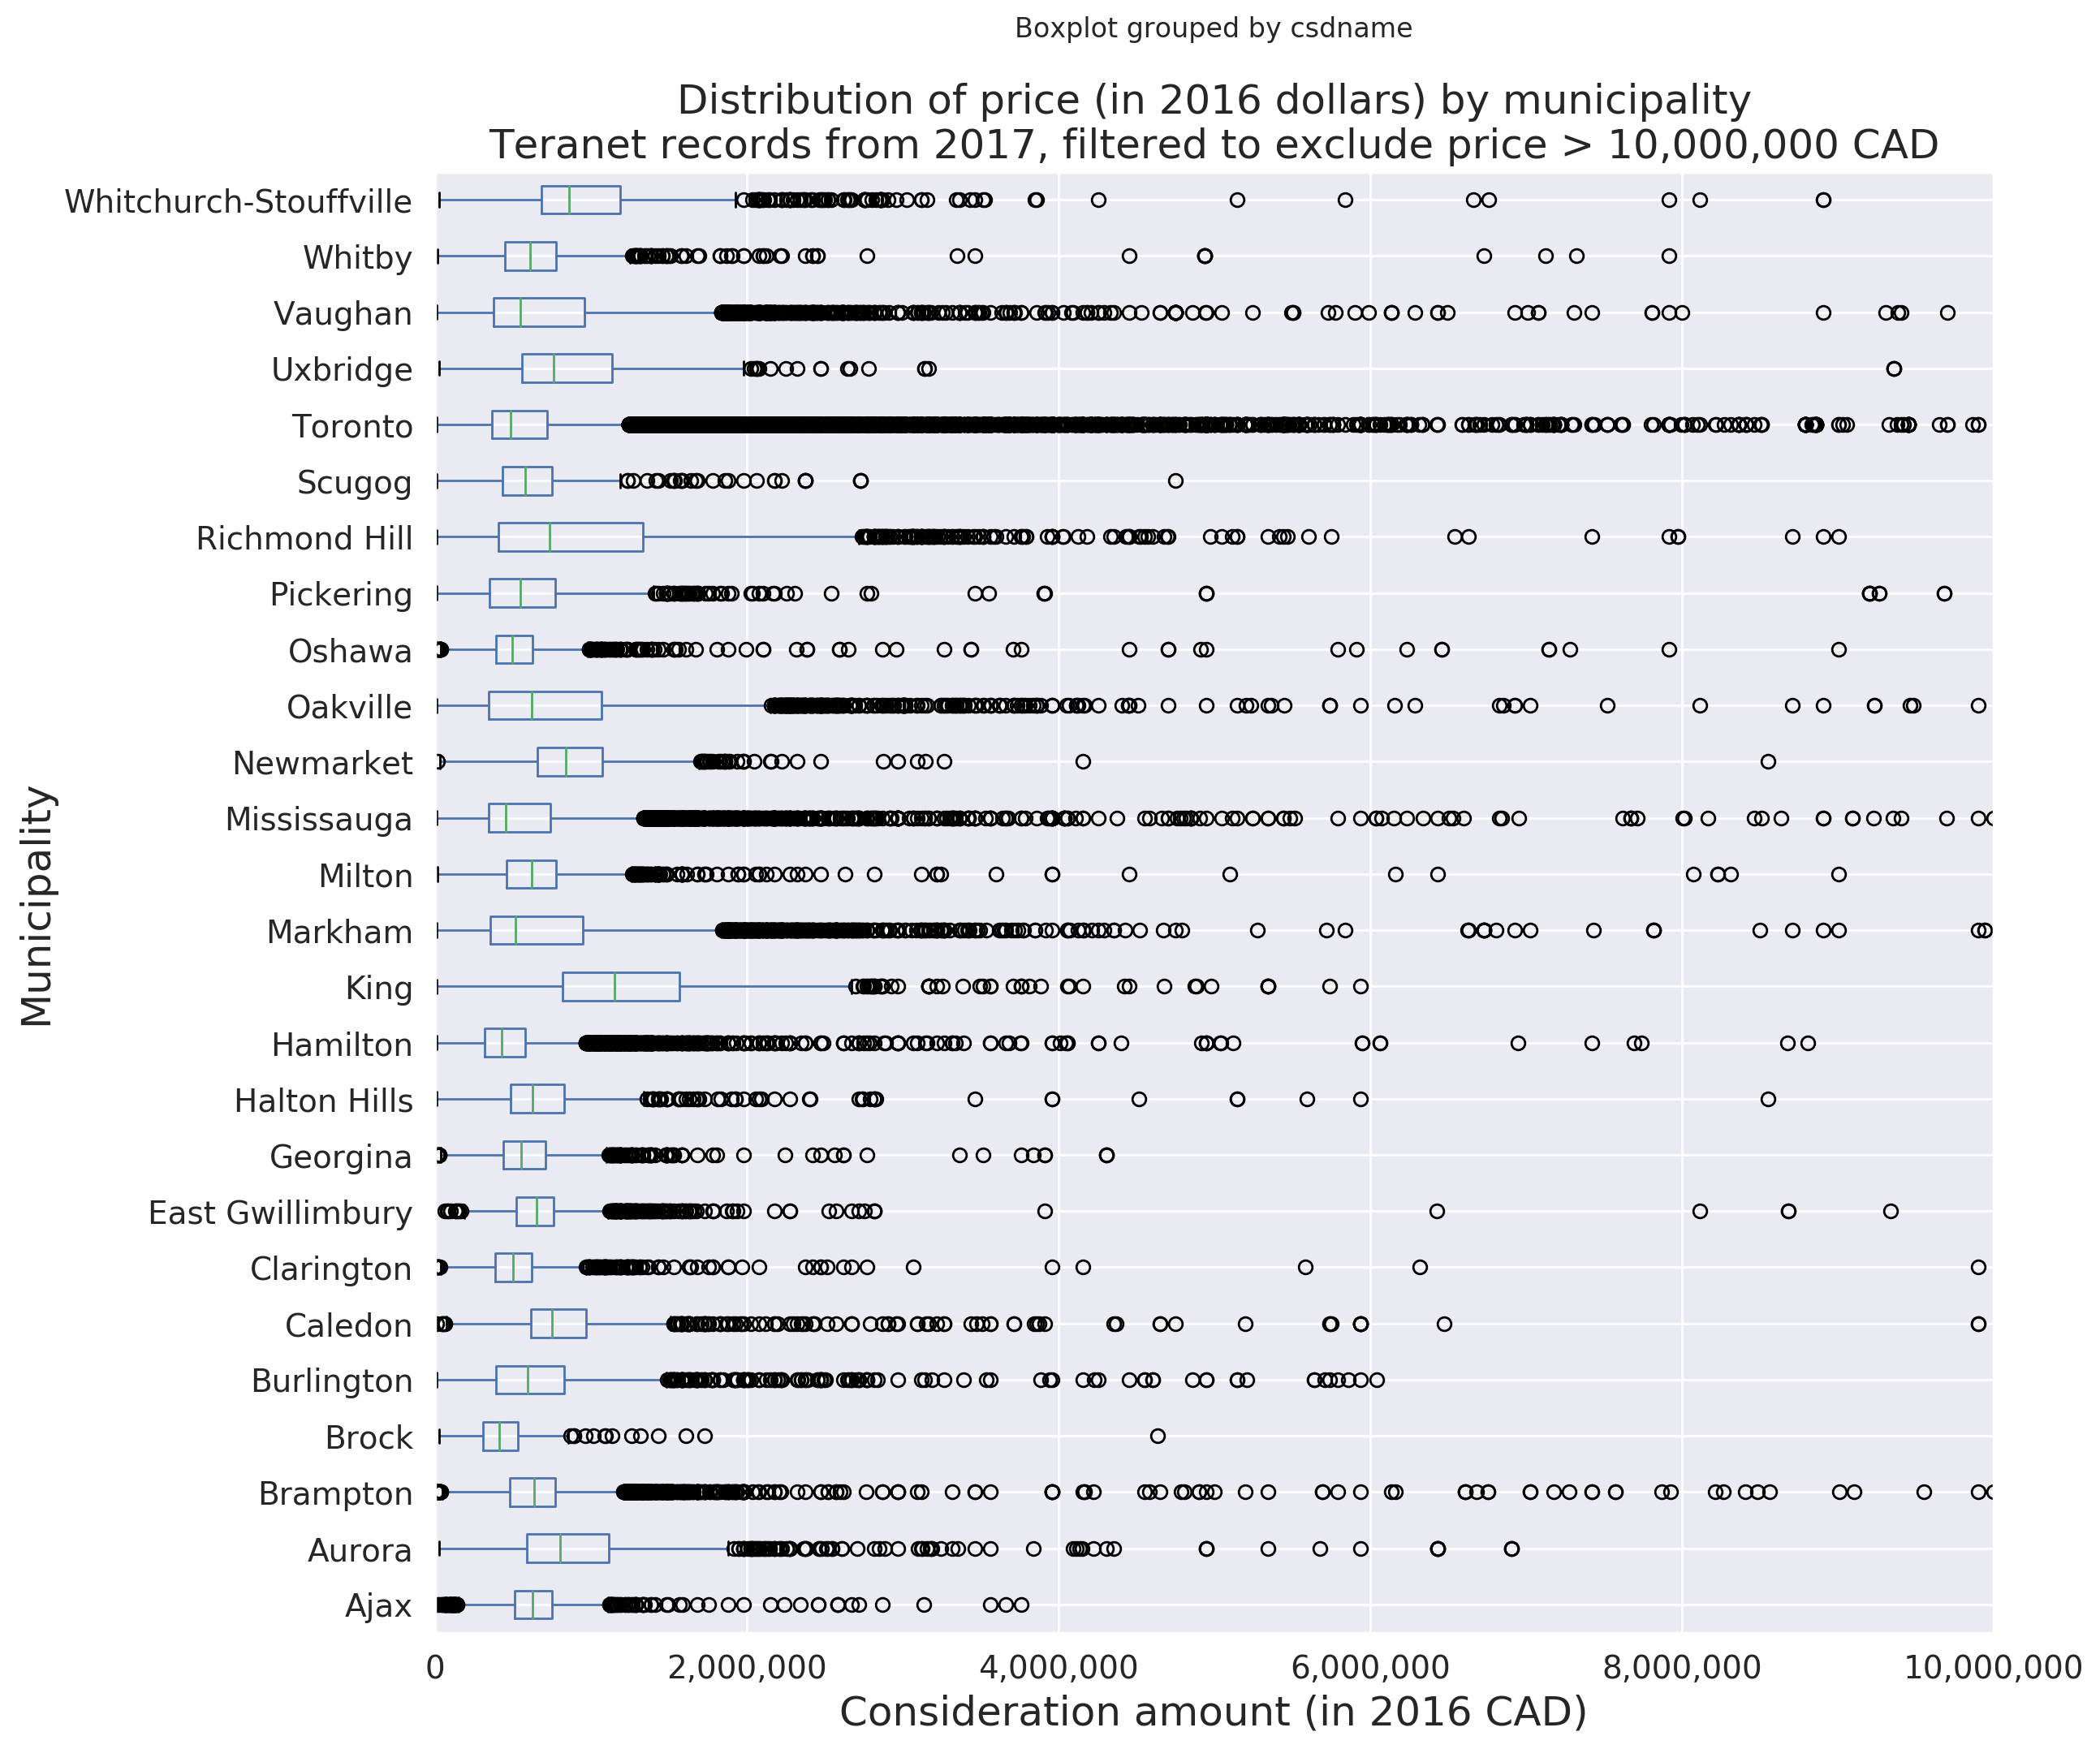 Boxplot grouped by csdname
Distribution of price (in 2016 dollars) by municipality
Teranet records from 2017, filtered to exclude price > 10,000,000 CAD
Whitchurch-Stouffville
Whitby
Vaughan
Uxbridge
Toronto
Scugog
Richmond Hill
Pickering
Oshawa
Oakville
Newmarket
Mississauga
Milton
Markham
King
Hamilton
Halton Hills
Georgina
East Gwillimbury
Clarington
Caledon
Burlington
Brock
Brampton
Aurora
Ajax
Municipality
0 2,000,000 4,000,000 6,000,000 8,000,000 10,000,000
Consideration amount (in 2016 CAD)